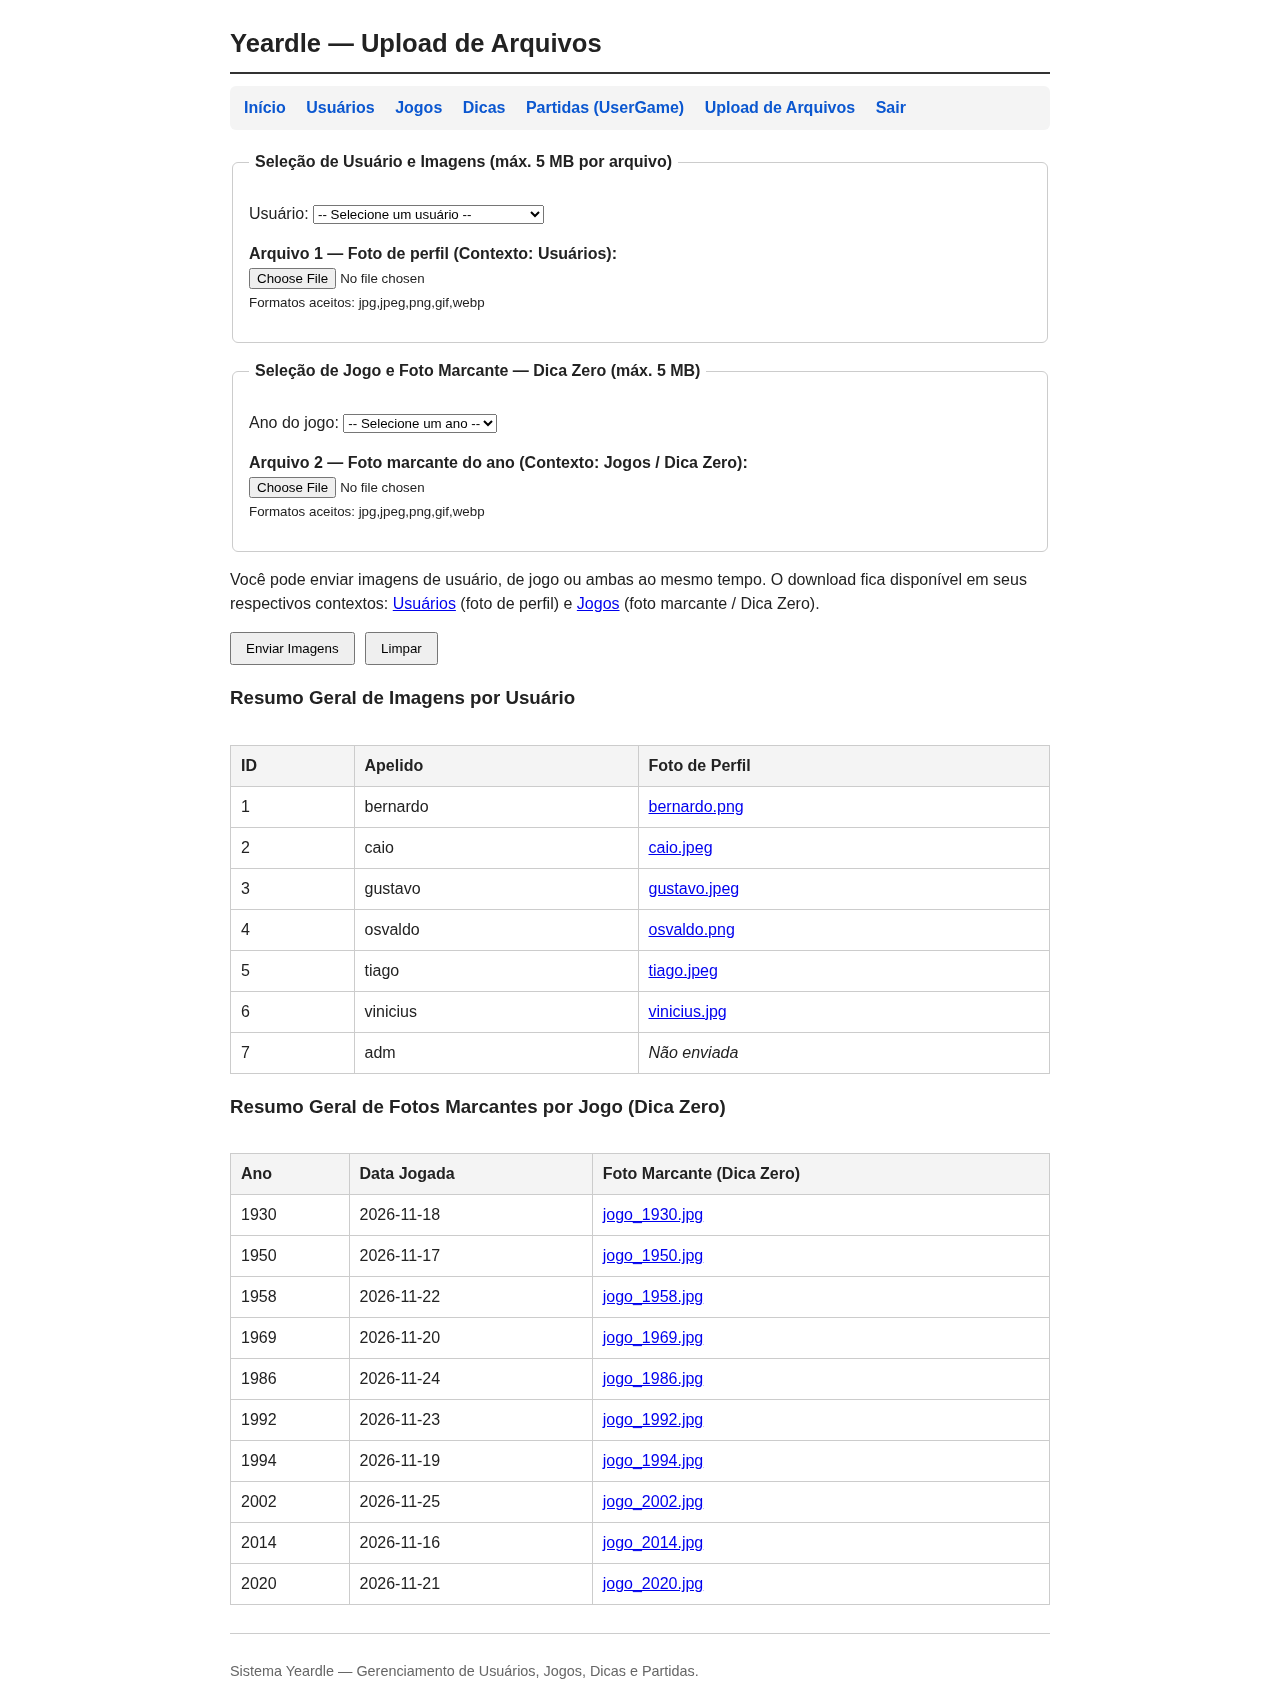 Yeardle — Upload de Arquivos
Início Usuários Jogos Dicas Partidas (UserGame) Upload de Arquivos Sair
Seleção de Usuário e Imagens (máx. 5 MB por arquivo)
Usuário: -- Selecione um usuário --
Arquivo 1 — Foto de perfil (Contexto: Usuários):
Choose File No file chosen
Formatos aceitos: jpg,jpeg,png,gif,webp
Seleção de Jogo e Foto Marcante — Dica Zero (máx. 5 MB)
Ano do jogo: -- Selecione um ano --
Arquivo 2 — Foto marcante do ano (Contexto: Jogos / Dica Zero):
Choose File No file chosen
Formatos aceitos: jpg,jpeg,png,gif,webp
Você pode enviar imagens de usuário, de jogo ou ambas ao mesmo tempo. O download fica disponível em seus
respectivos contextos: Usuários (foto de perfil) e Jogos (foto marcante / Dica Zero).
Enviar Imagens Limpar
Resumo Geral de Imagens por Usuário
ID Apelido Foto de Perfil
1 bernardo bernardo.png
2 caio caio.jpeg
3 gustavo gustavo.jpeg
4 osvaldo osvaldo.png
5 tiago tiago.jpeg
6 vinicius vinicius.jpg
7 adm Não enviada
Resumo Geral de Fotos Marcantes por Jogo (Dica Zero)
Ano Data Jogada Foto Marcante (Dica Zero)
1930 2026-11-18 jogo_1930.jpg
1950 2026-11-17 jogo_1950.jpg
1958 2026-11-22 jogo_1958.jpg
1969 2026-11-20 jogo_1969.jpg
1986 2026-11-24 jogo_1986.jpg
1992 2026-11-23 jogo_1992.jpg
1994 2026-11-19 jogo_1994.jpg
2002 2026-11-25 jogo_2002.jpg
2014 2026-11-16 jogo_2014.jpg
2020 2026-11-21 jogo_2020.jpg
Sistema Yeardle — Gerenciamento de Usuários, Jogos, Dicas e Partidas.